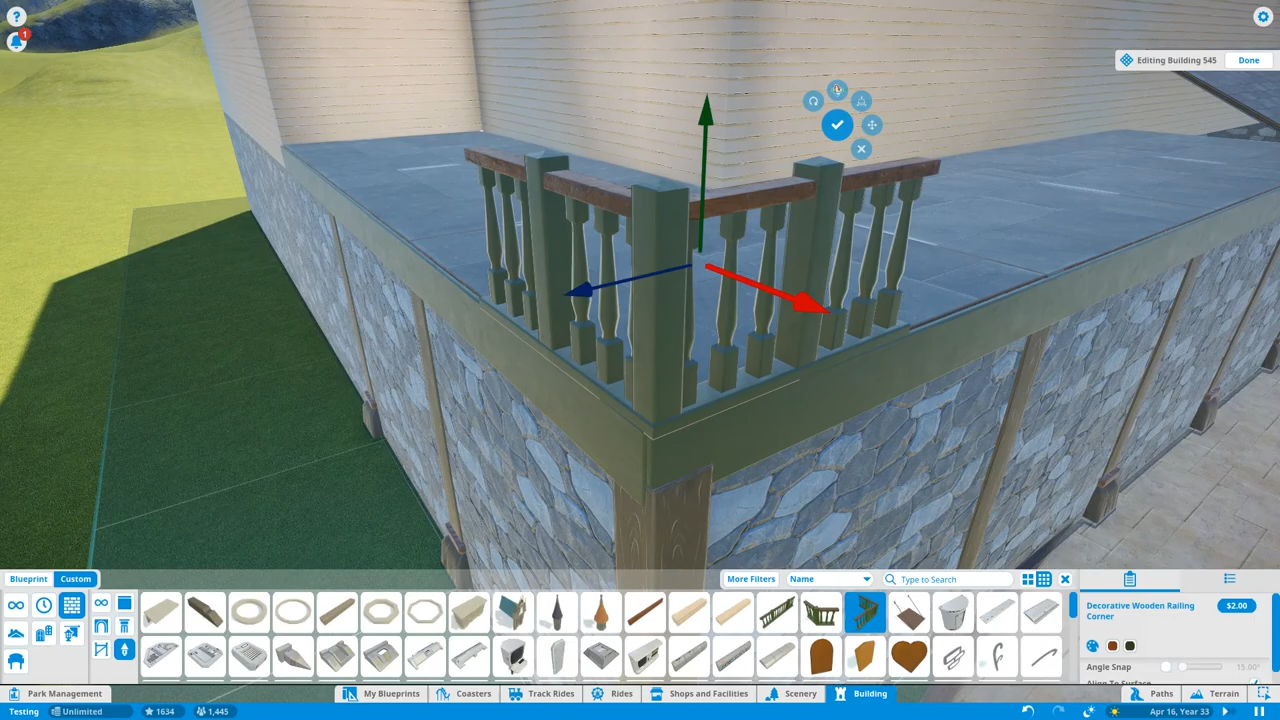 ?
1
Editing Building 545 Done
Blueprint Custom
More Filters Name Type to Search
Decorative Wooden Railing Corner $2.00
Angle Snap 15.00°
Park Management My Blueprints Coasters Track Rides Rides Shops and Facilities Scenery Building Paths Terrain
Testing Unlimited 1634 1,445 Apr 16, Year 33